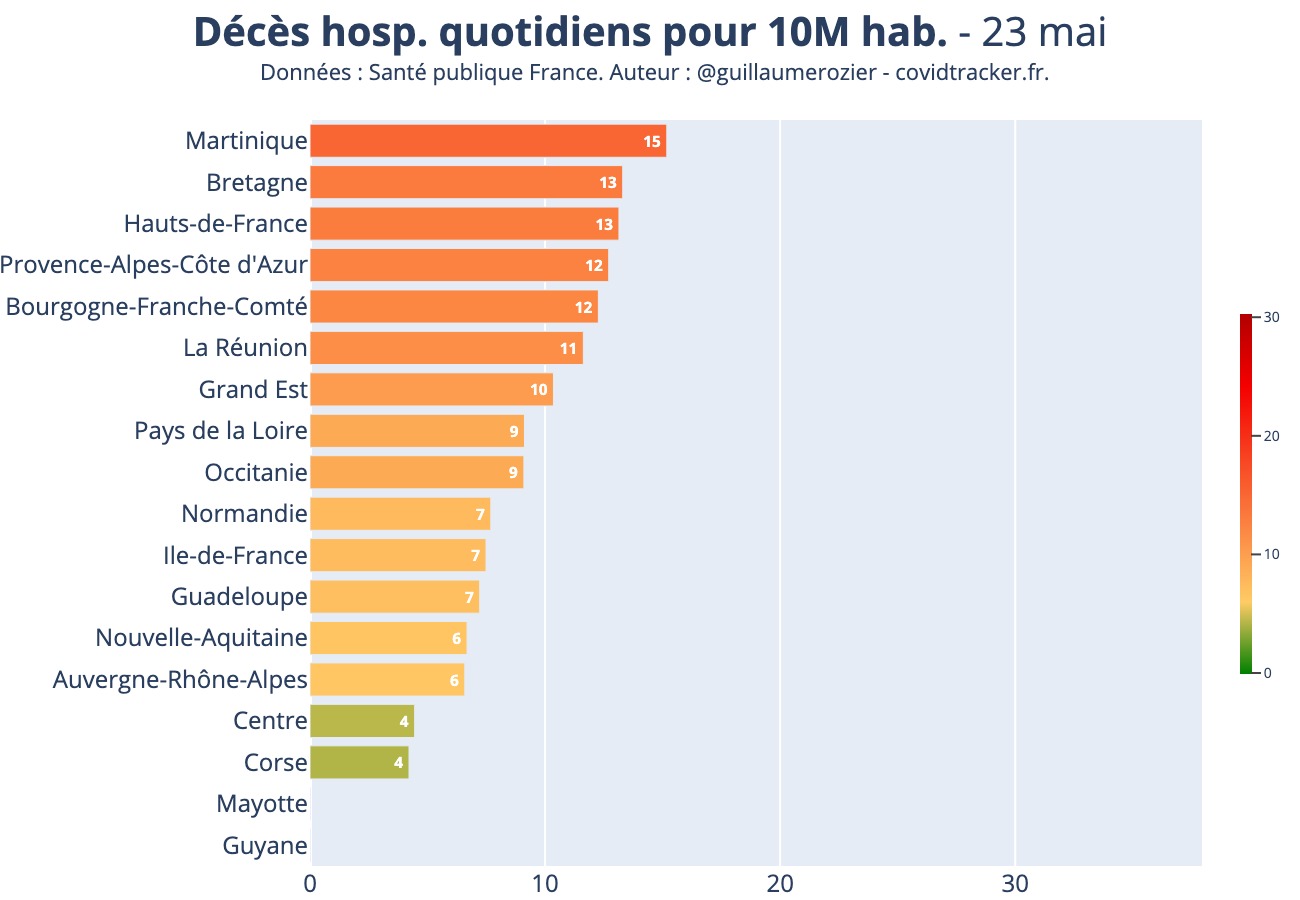 Décès hosp. quotidiens pour 10M hab. - 23 mai
Données : Santé publique France. Auteur : @guillaumerozier - covidtracker.fr.
Martinique 15
Bretagne 13
Hauts-de-France 13
Provence-Alpes-Côte d'Azur 12
Bourgogne-Franche-Comté 12
La Réunion 11
Grand Est 10
Pays de la Loire 9
Occitanie 9
Normandie 7
Ile-de-France 7
Guadeloupe 7
Nouvelle-Aquitaine 6
Auvergne-Rhône-Alpes 6
Centre 4
Corse 4
Mayotte
Guyane
0 10 20 30
30
20
10
0